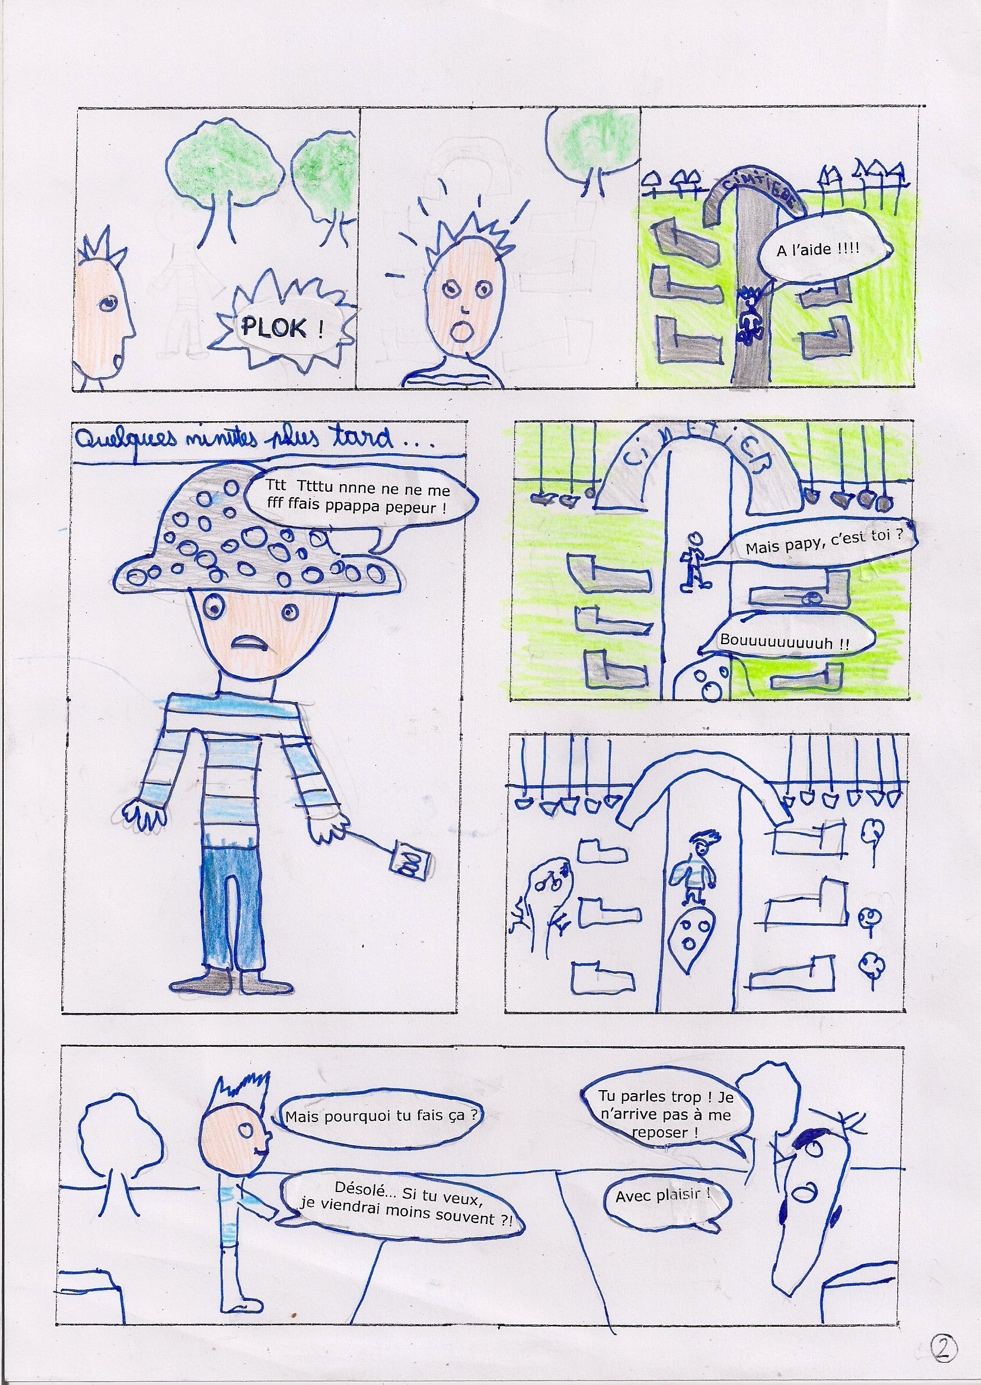 PLOK !
CIMTIERE
A l'aide !!!!
Quelques minutes plus tard ...
Ttt Ttttu nnne ne ne me
fff ffais ppappa pepeur !
CiMETiER
Mais papy, c'est toi ?
Bouuuuuuuuuh !!
Mais pourquoi tu fais ça ?
Tu parles trop ! Je
n'arrive pas à me
reposer !
Désolé... Si tu veux,
je viendrai moins souvent ?!
Avec plaisir !
2